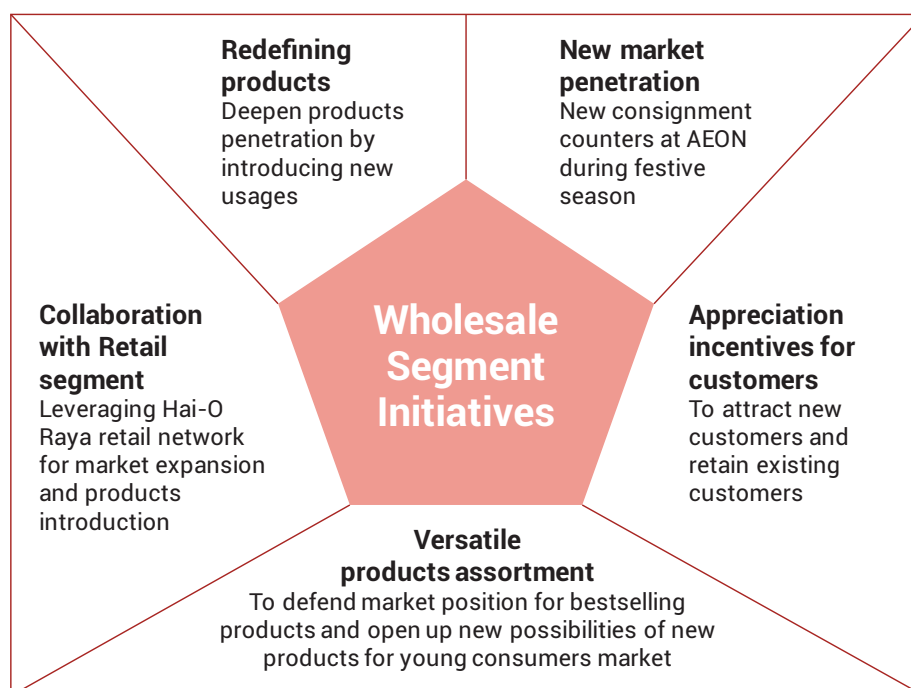 Redefining
products
Deepen products
penetration by
introducing new
usages
New market
penetration
New consignment
counters at AEON
during festive
season
Collaboration
with Retail
segment
Leveraging Hai-O
Raya retail network
for market expansion
and products
introduction
Wholesale
Segment
Initiatives
Appreciation
incentives for
customers
To attract new
customers and
retain existing
customers
Versatile
products assortment
To defend market position for bestselling
products and open up new possibilities of new
products for young consumers market